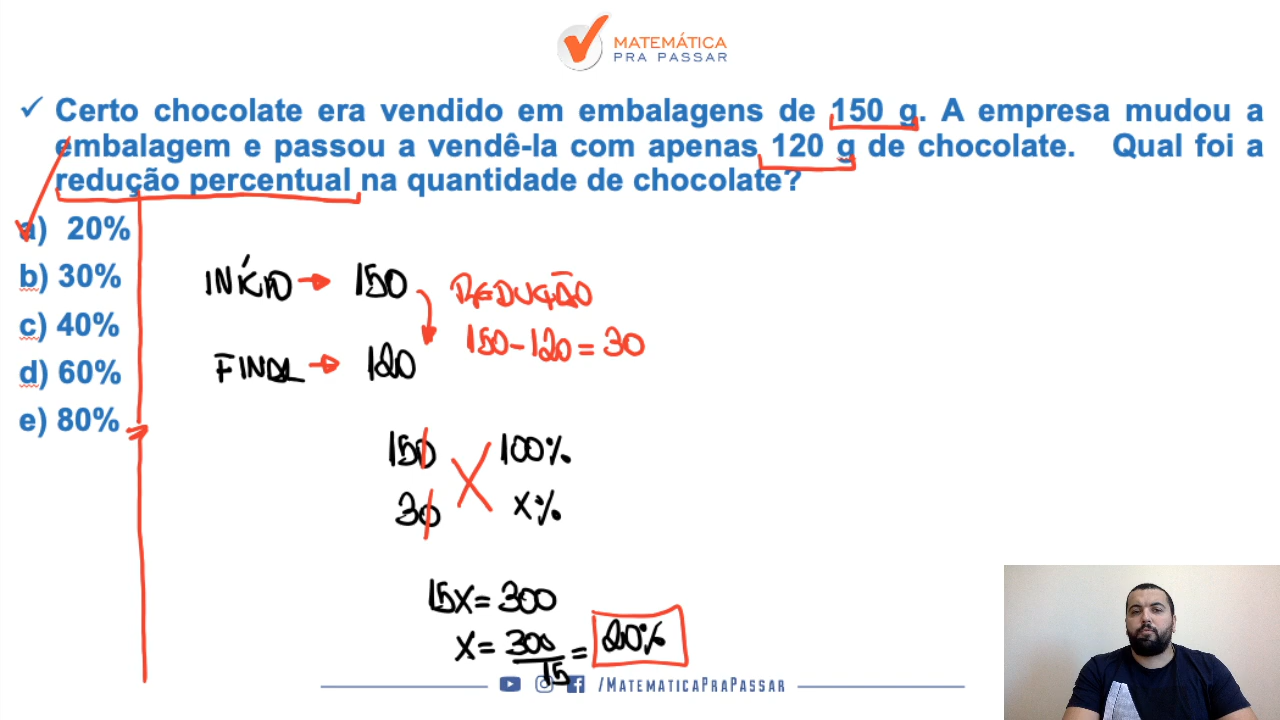 MATEMÁTICA
PRA PASSAR
✓ Certo chocolate era vendido em embalagens de 150 g. A empresa mudou a
embalagem e passou a vendê-la com apenas 120 g de chocolate. Qual foi a
redução percentual na quantidade de chocolate?
a) 20%
b) 30%
c) 40%
d) 60%
e) 80%
INÍCIO → 150
FINAL → 120
REDUÇÃO
150-120=30
150 100%
30 X%
15X=300
X=300/15=20%
/MATEMATICAPRAPASSAR